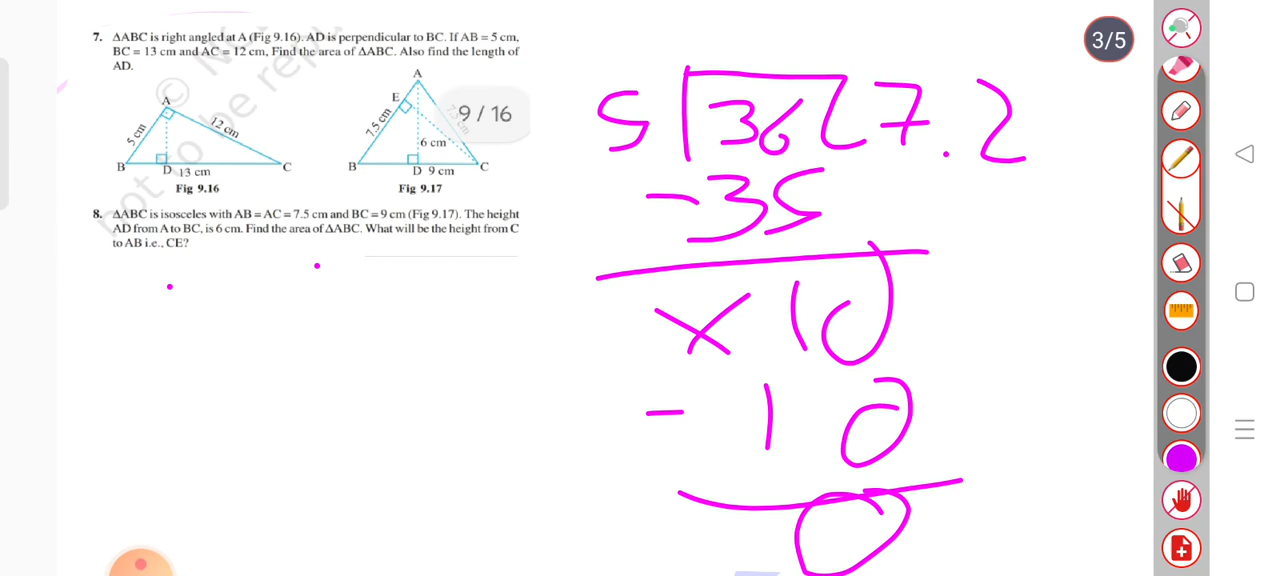 7. ΔABC is right angled at A (Fig 9.16). AD is perpendicular to BC. If AB = 5 cm,
BC = 13 cm and AC = 12 cm, Find the area of ΔABC. Also find the length of
AD.
A
5 cm
12 cm
B
D 13 cm
C
Fig 9.16
A
E
7.5 cm
6 cm
B
D 9 cm
C
Fig 9.17
9 / 16
8. ΔABC is isosceles with AB = AC = 7.5 cm and BC = 9 cm (Fig 9.17). The height
AD from A to BC, is 6 cm. Find the area of ΔABC. What will be the height from C
to AB i.e., CE?
not to be
5 36 7.2
- 35
× 10
- 10
0
3/5